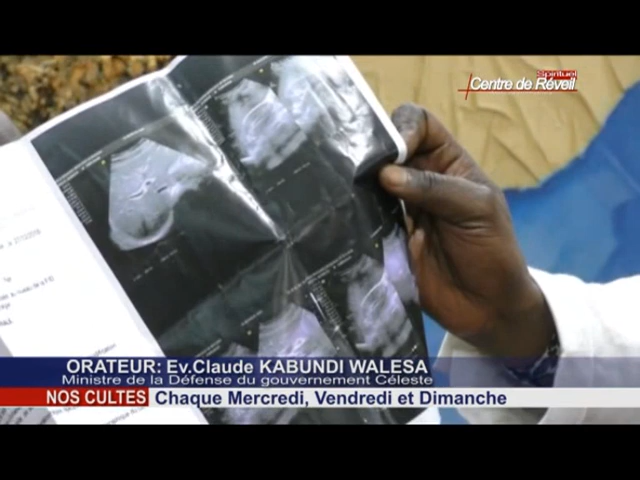 Spirituel
Centre de Réveil
ORATEUR: Ev.Claude KABUNDI WALESA
Ministre de la Défense du gouvernement Céleste
NOS CULTES Chaque Mercredi, Vendredi et Dimanche